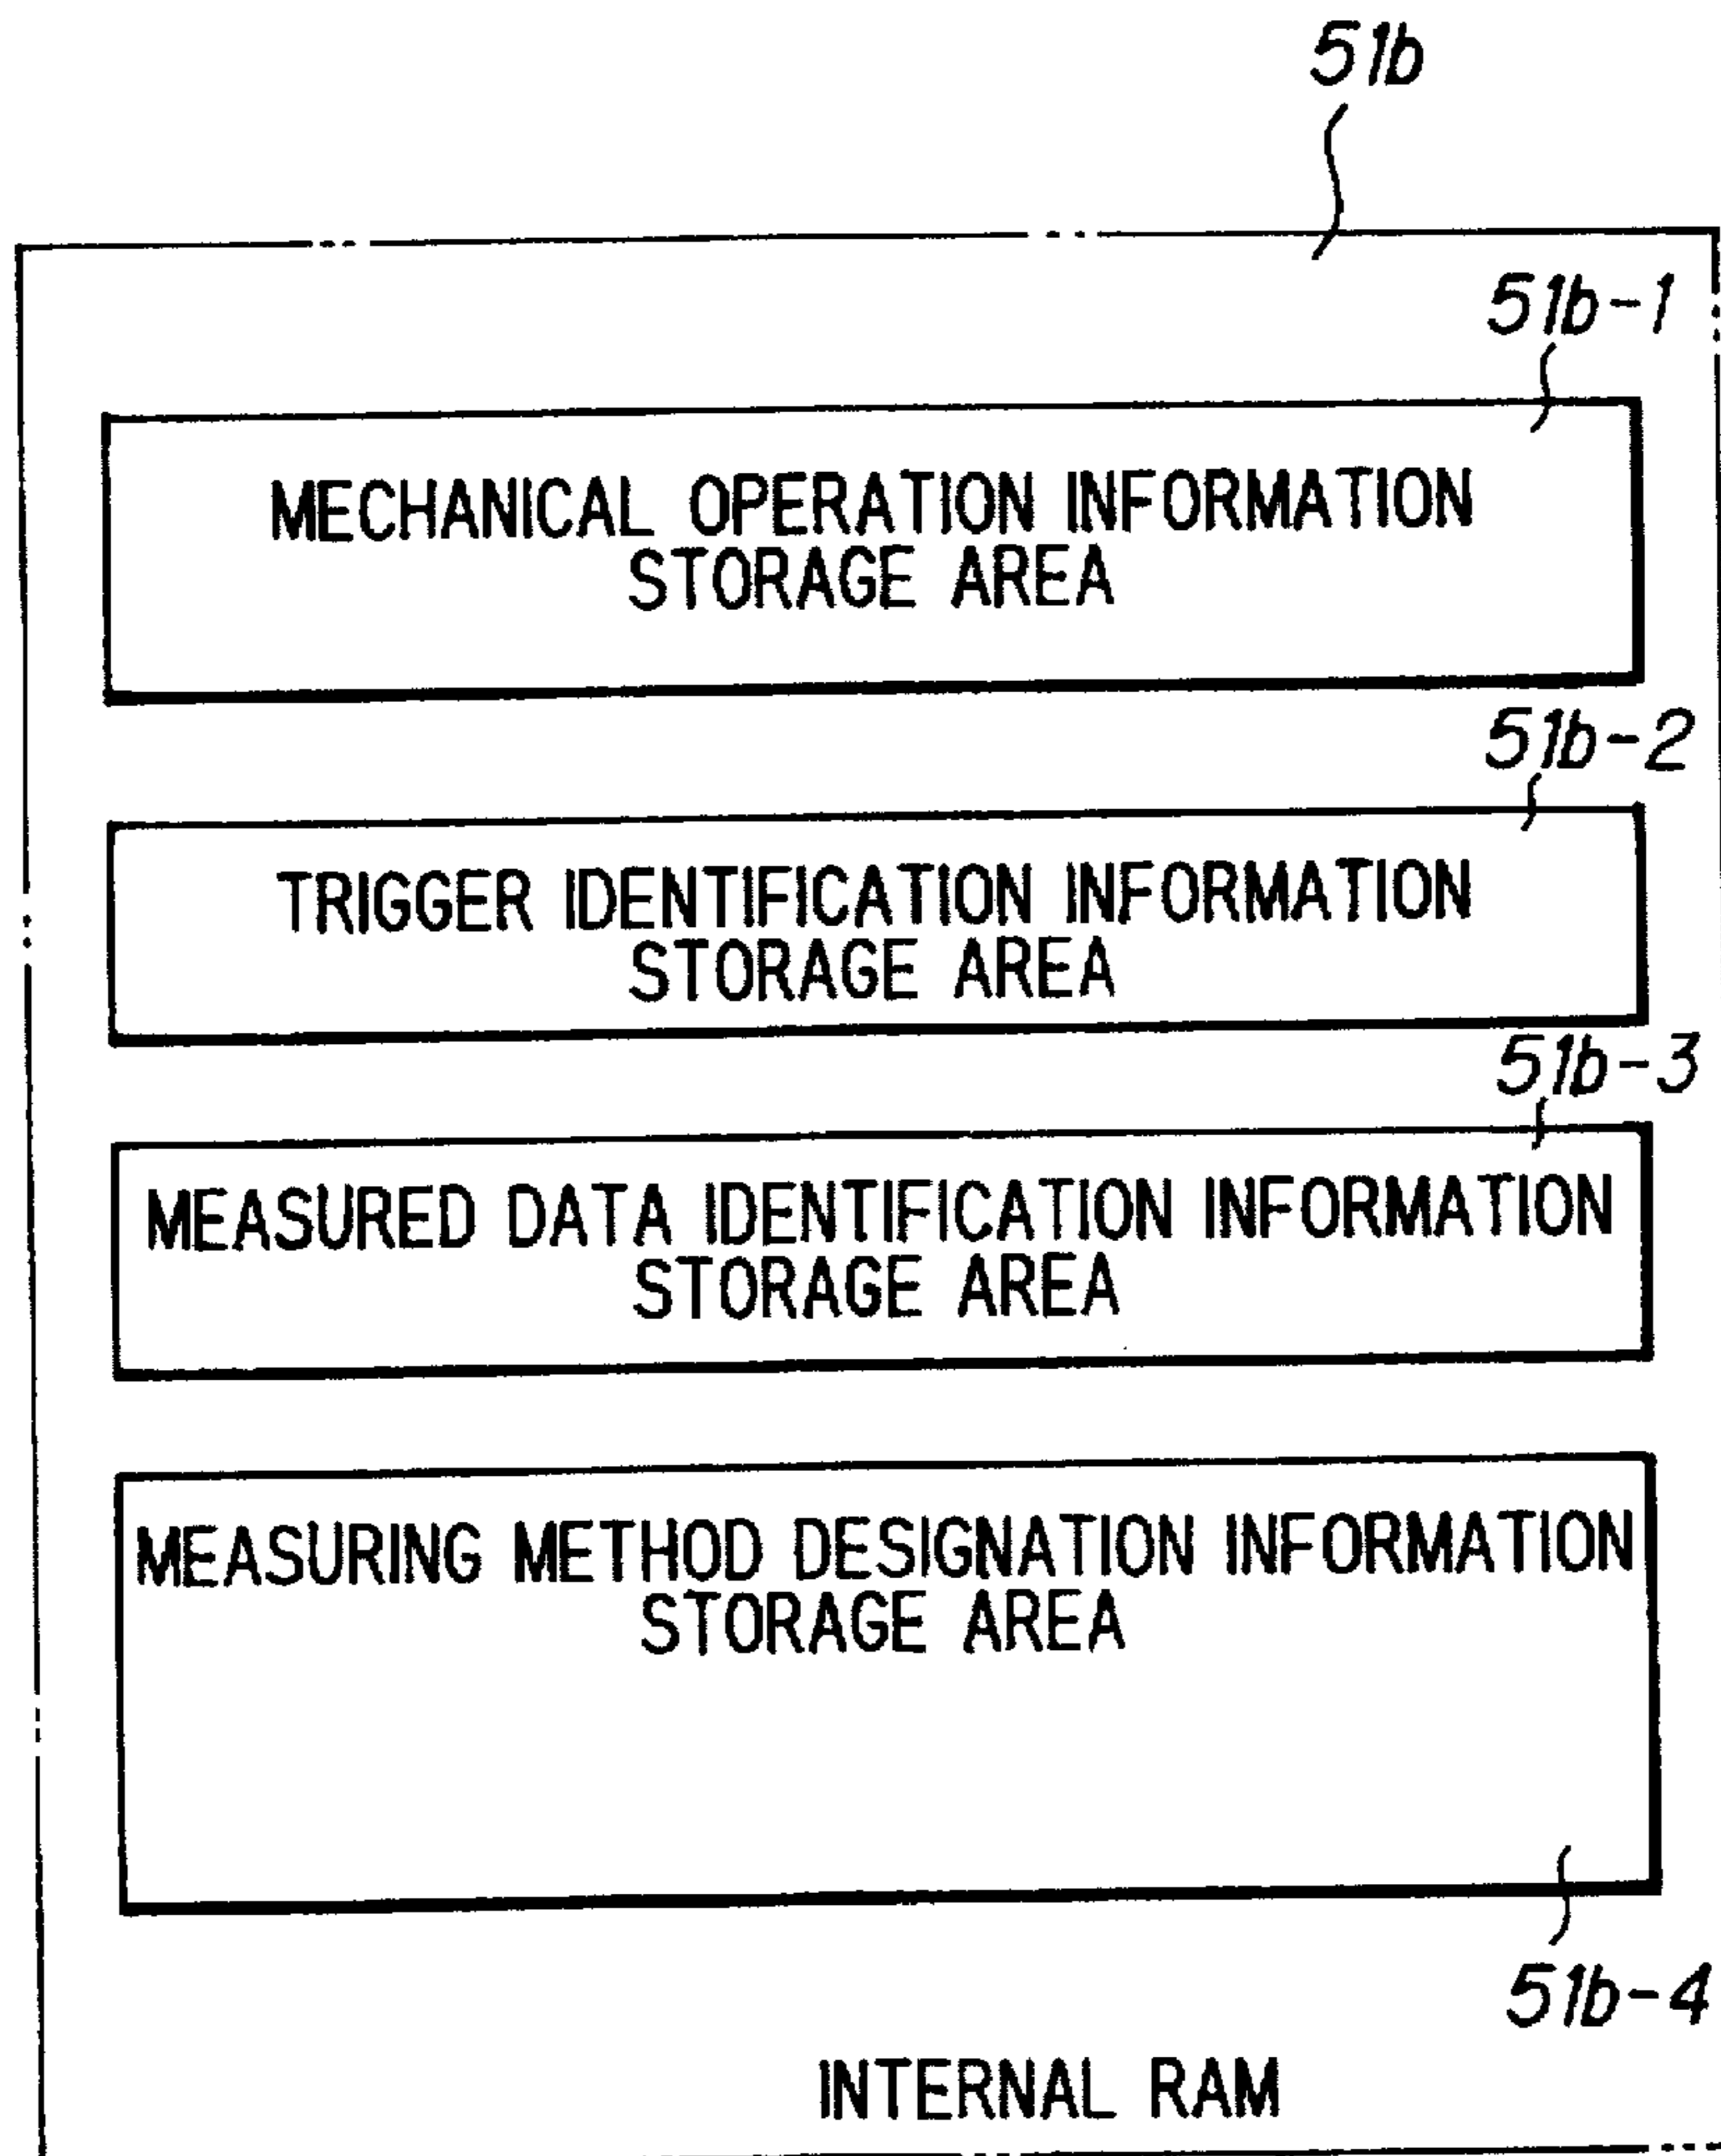 51b
51b-1
MECHANICAL OPERATION INFORMATION
STORAGE AREA
51b-2
TRIGGER IDENTIFICATION INFORMATION
STORAGE AREA
51b-3
MEASURED DATA IDENTIFICATION INFORMATION
STORAGE AREA
MEASURING METHOD DESIGNATION INFORMATION
STORAGE AREA
51b-4
INTERNAL RAM